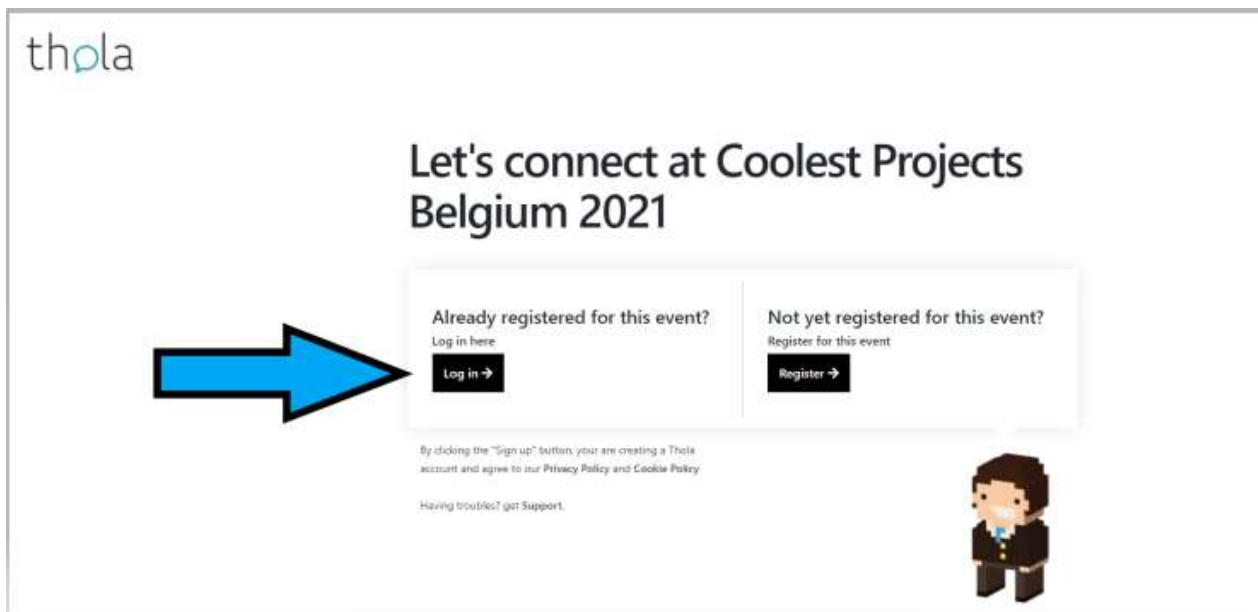 thola
Let's connect at Coolest Projects
Belgium 2021
Already registered for this event?
Log in here
Log in →
Not yet registered for this event?
Register for this event
Register →
By clicking the "Sign up" button, your are creating a Thola
account and agree to our Privacy Policy and Cookie Policy
Having troubles? get Support.